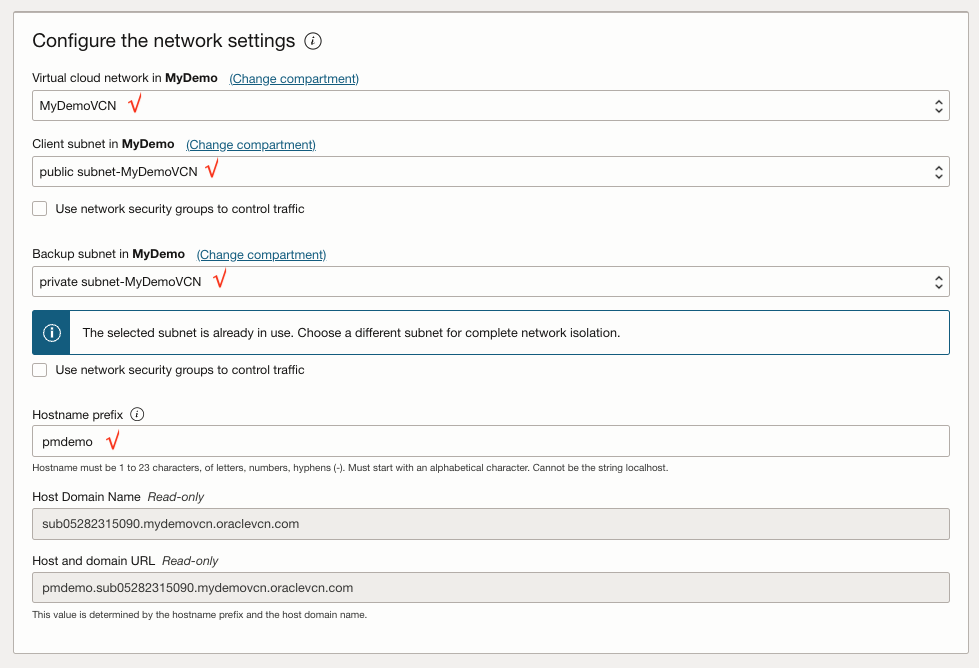 Configure the network settings
Virtual cloud network in MyDemo (Change compartment)
MyDemoVCN
Client subnet in MyDemo (Change compartment)
public subnet-MyDemoVCN
Use network security groups to control traffic
Backup subnet in MyDemo (Change compartment)
private subnet-MyDemoVCN
The selected subnet is already in use. Choose a different subnet for complete network isolation.
Use network security groups to control traffic
Hostname prefix
pmdemo
Hostname must be 1 to 23 characters, of letters, numbers, hyphens (-). Must start with an alphabetical character. Cannot be the string localhost.
Host Domain Name Read-only
sub05282315090.mydemovcn.oraclevcn.com
Host and domain URL Read-only
pmdemo.sub05282315090.mydemovcn.oraclevcn.com
This value is determined by the hostname prefix and the host domain name.